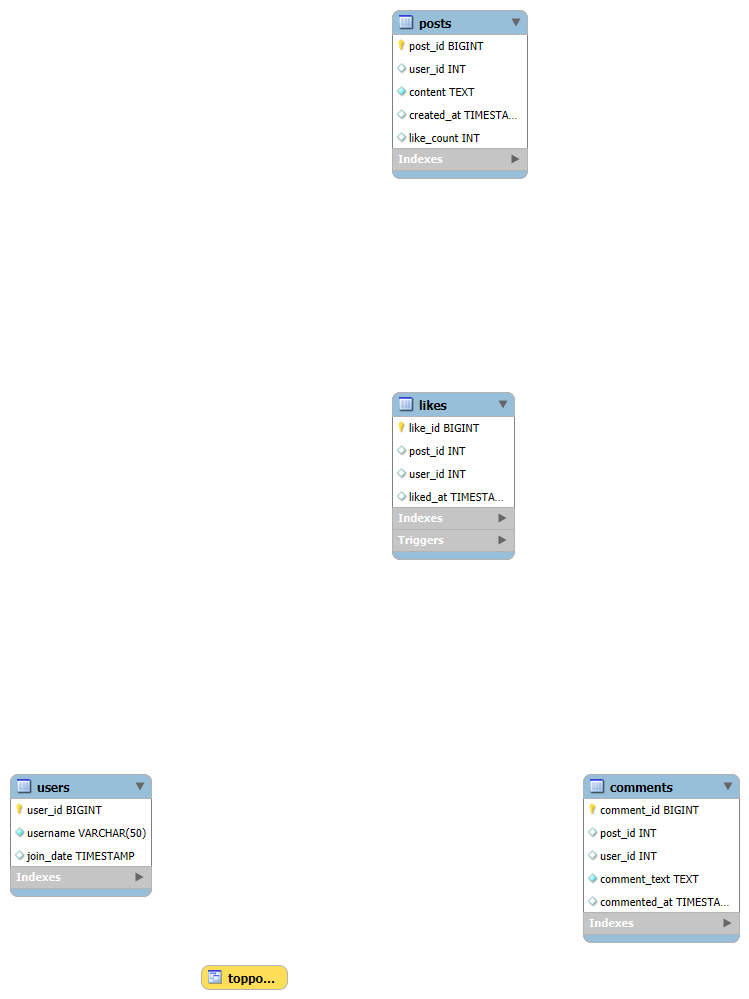 posts
post_id BIGINT
user_id INT
content TEXT
created_at TIMESTA...
like_count INT
Indexes
likes
like_id BIGINT
post_id INT
user_id INT
liked_at TIMESTA...
Indexes
Triggers
users
user_id BIGINT
username VARCHAR(50)
join_date TIMESTAMP
Indexes
comments
comment_id BIGINT
post_id INT
user_id INT
comment_text TEXT
commented_at TIMESTA...
Indexes
toppo...